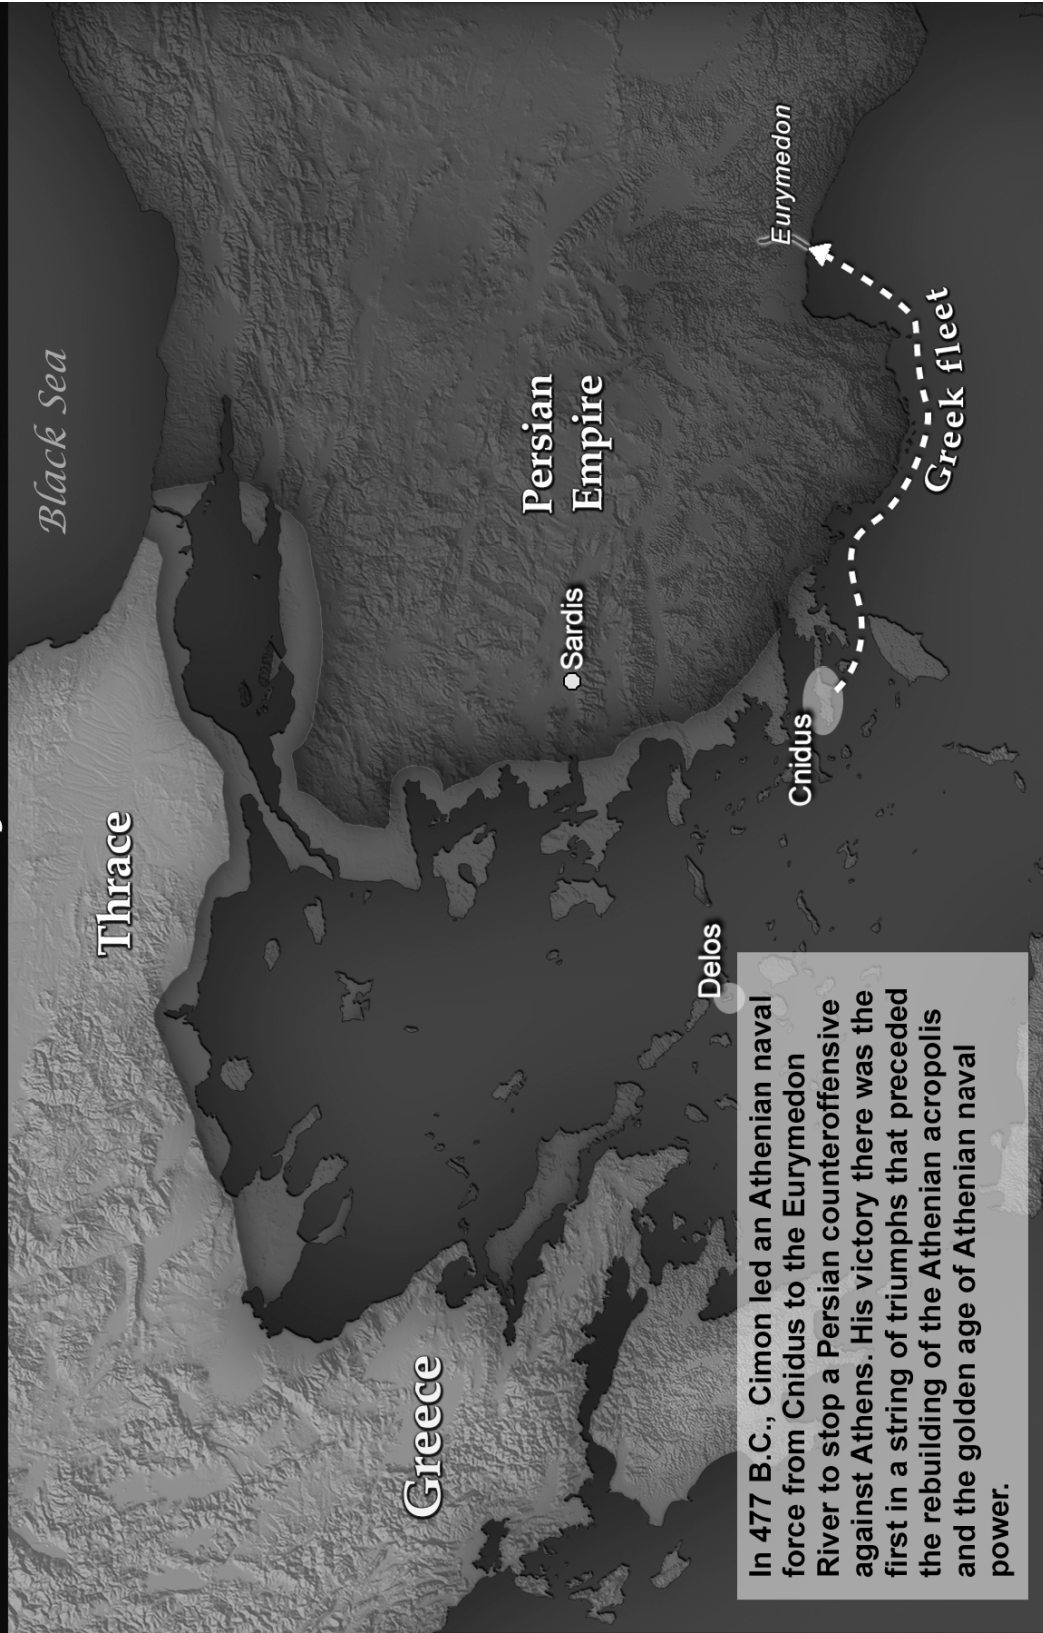 Black Sea
Thrace
Greece
Persian
Empire
Sardis
Eurymedon
Greek fleet
Cnidus
Delos
In 477 B.C., Cimon led an Athenian naval
force from Cnidus to the Eurymedon
River to stop a Persian counteroffensive
against Athens. His victory there was the
first in a string of triumphs that preceded
the rebuilding of the Athenian acropolis
and the golden age of Athenian naval
power.